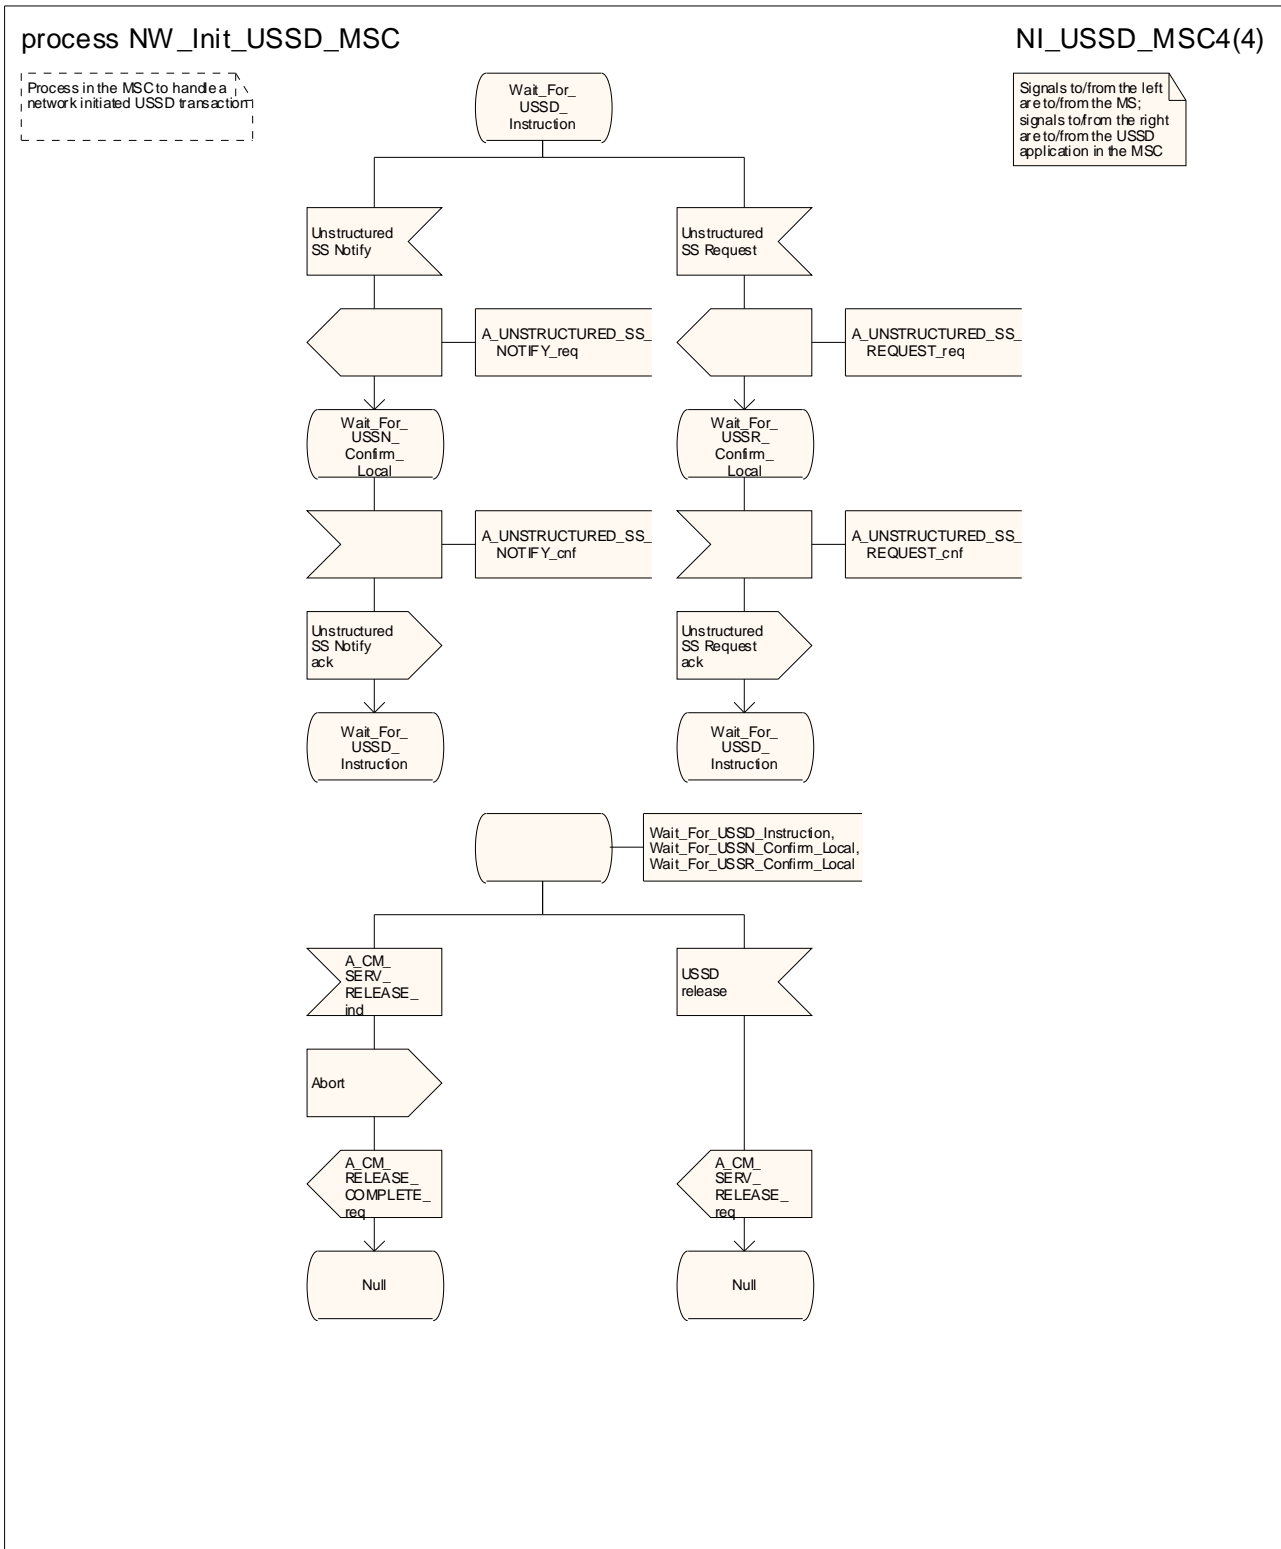 process NW_Init_USSD_MSC
NI_USSD_MSC4(4)
Process in the MSC to handle a
network initiated USSD transaction
Signals to/from the left
are to/from the MS;
signals to/from the right
are to/from the USSD
application in the MSC
Wait_For_
USSD_
Instruction
Unstructured
SS Notify
Unstructured
SS Request
A_UNSTRUCTURED_SS_
NOTIFY_req
A_UNSTRUCTURED_SS_
REQUEST_req
Wait_For_
USSN_
Confirm_
Local
Wait_For_
USSR_
Confirm_
Local
A_UNSTRUCTURED_SS_
NOTIFY_cnf
A_UNSTRUCTURED_SS_
REQUEST_cnf
Unstructured
SS Notify
ack
Unstructured
SS Request
ack
Wait_For_
USSD_
Instruction
Wait_For_
USSD_
Instruction
Wait_For_USSD_Instruction,
Wait_For_USSN_Confirm_Local,
Wait_For_USSR_Confirm_Local
A_CM_
SERV_
RELEASE_
ind
USSD
release
Abort
A_CM_
RELEASE_
COMPLETE_
req
A_CM_
SERV_
RELEASE_
req
Null
Null